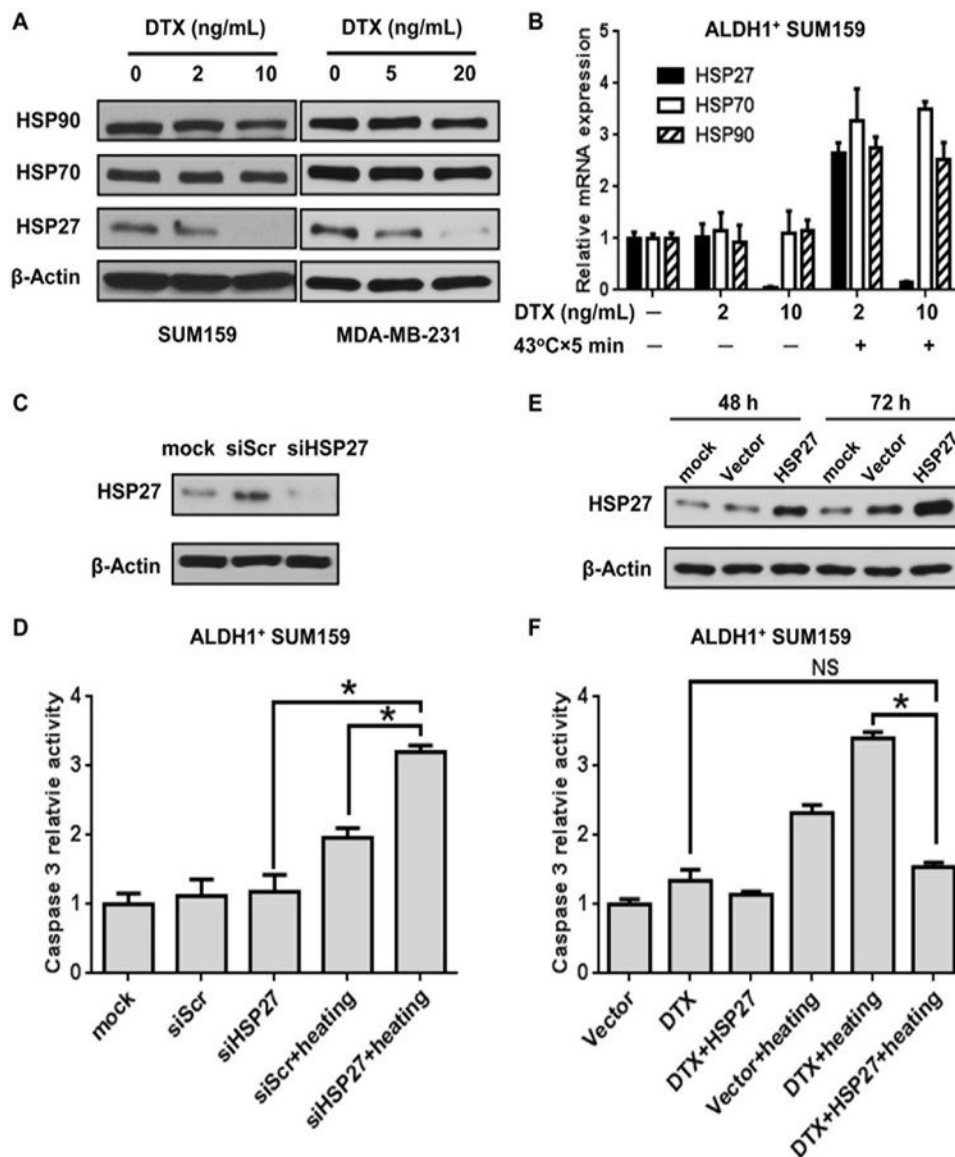 A
DTX (ng/mL) DTX (ng/mL)
0 2 10 0 5 20
HSP90
HSP70
HSP27
β-Actin
SUM159 MDA-MB-231
B
ALDH1⁺ SUM159
HSP27
HSP70
HSP90
Relative mRNA expression
5
4
3
2
1
0
DTX (ng/mL) — 2 10 2 10
43°C×5 min — — — + +
C
mock siScr siHSP27
HSP27
β-Actin
E
48 h 72 h
mock Vector HSP27 mock Vector HSP27
HSP27
β-Actin
D
ALDH1⁺ SUM159
Caspase 3 relatvie activity
4
3
2
1
0
*
*
mock siScr siHSP27 siScr+heating siHSP27+heating
F
ALDH1⁺ SUM159
Caspase 3 relatvie activity
4
3
2
1
0
NS
*
Vector DTX DTX+HSP27 Vector+heating DTX+heating DTX+HSP27+heating